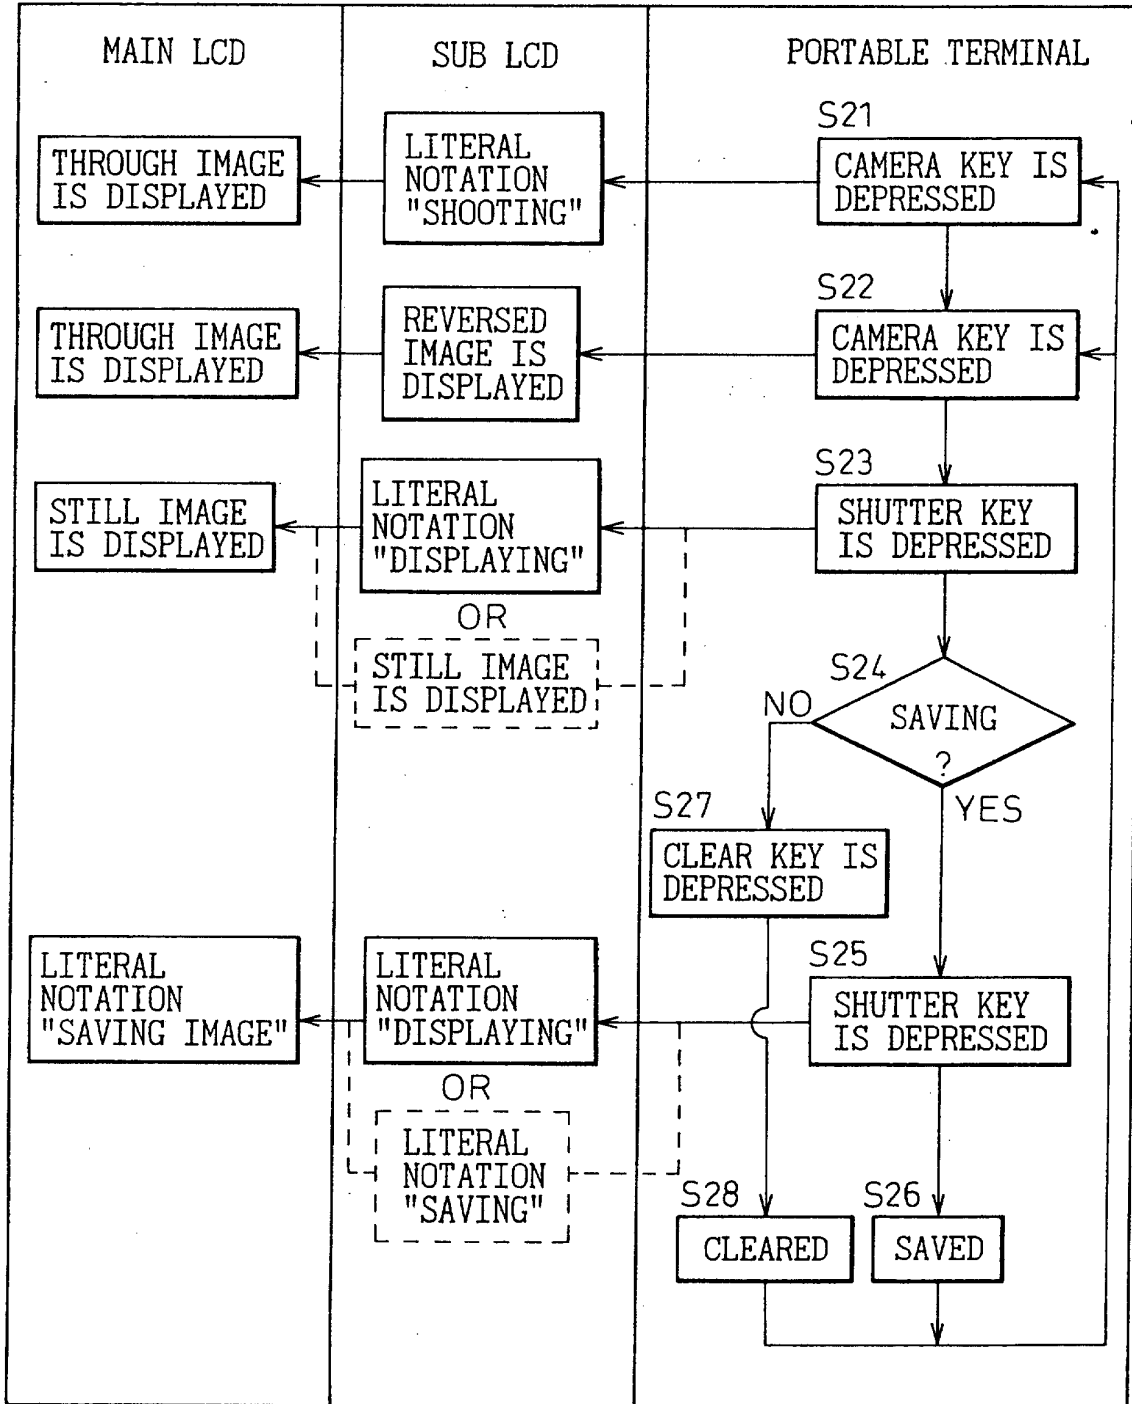 MAIN LCD
SUB LCD
PORTABLE TERMINAL
S21
THROUGH IMAGE
IS DISPLAYED
LITERAL
NOTATION
"SHOOTING"
CAMERA KEY IS
DEPRESSED
S22
THROUGH IMAGE
IS DISPLAYED
REVERSED
IMAGE IS
DISPLAYED
CAMERA KEY IS
DEPRESSED
S23
STILL IMAGE
IS DISPLAYED
LITERAL
NOTATION
"DISPLAYING"
SHUTTER KEY
IS DEPRESSED
OR
STILL IMAGE
IS DISPLAYED
S24
NO
SAVING
?
YES
S27
CLEAR KEY IS
DEPRESSED
S25
LITERAL
NOTATION
"SAVING IMAGE"
LITERAL
NOTATION
"DISPLAYING"
SHUTTER KEY
IS DEPRESSED
OR
LITERAL
NOTATION
"SAVING"
S28
CLEARED
S26
SAVED